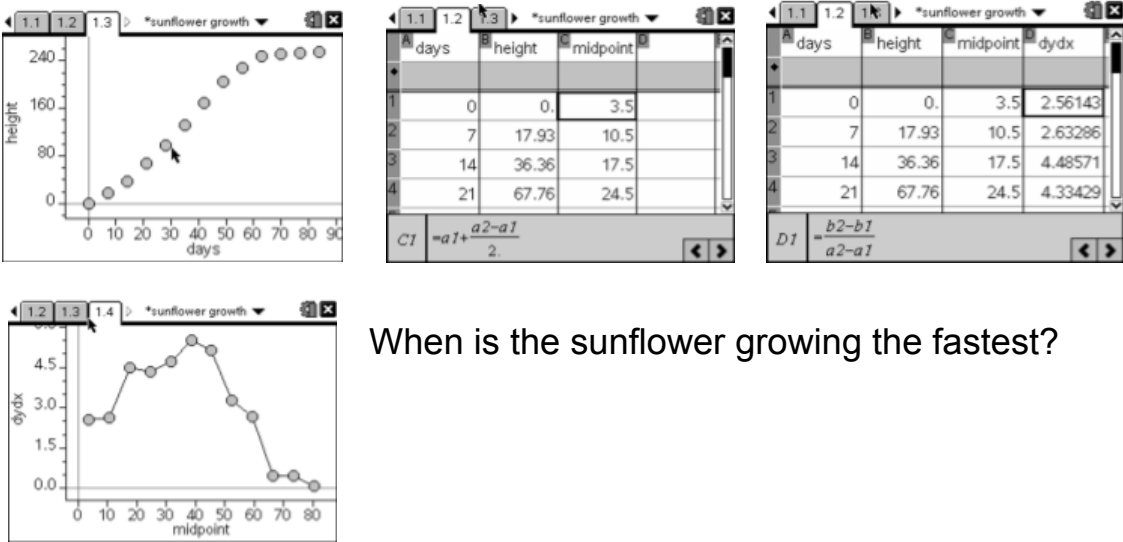 1.1 1.2 1.3 *sunflower growth
height
240
160
80
0
0 10 20 30 40 50 60 70 80 90
days
1.1 1.2 1.3 *sunflower growth
A days B height C midpoint D
1 0 0. 3.5
2 7 17.93 10.5
3 14 36.36 17.5
4 21 67.76 24.5
C1 =a1+ a2-a1
2.
1.1 1.2 *sunflower growth
A days B height C midpoint D dydx
1 0 0. 3.5 2.56143
2 7 17.93 10.5 2.63286
3 14 36.36 17.5 4.48571
4 21 67.76 24.5 4.33429
D1 = b2-b1
a2-a1
1.2 1.3 1.4 *sunflower growth
dydx
4.5
3.0
1.5
0.0
0 10 20 30 40 50 60 70 80
midpoint
When is the sunflower growing the fastest?